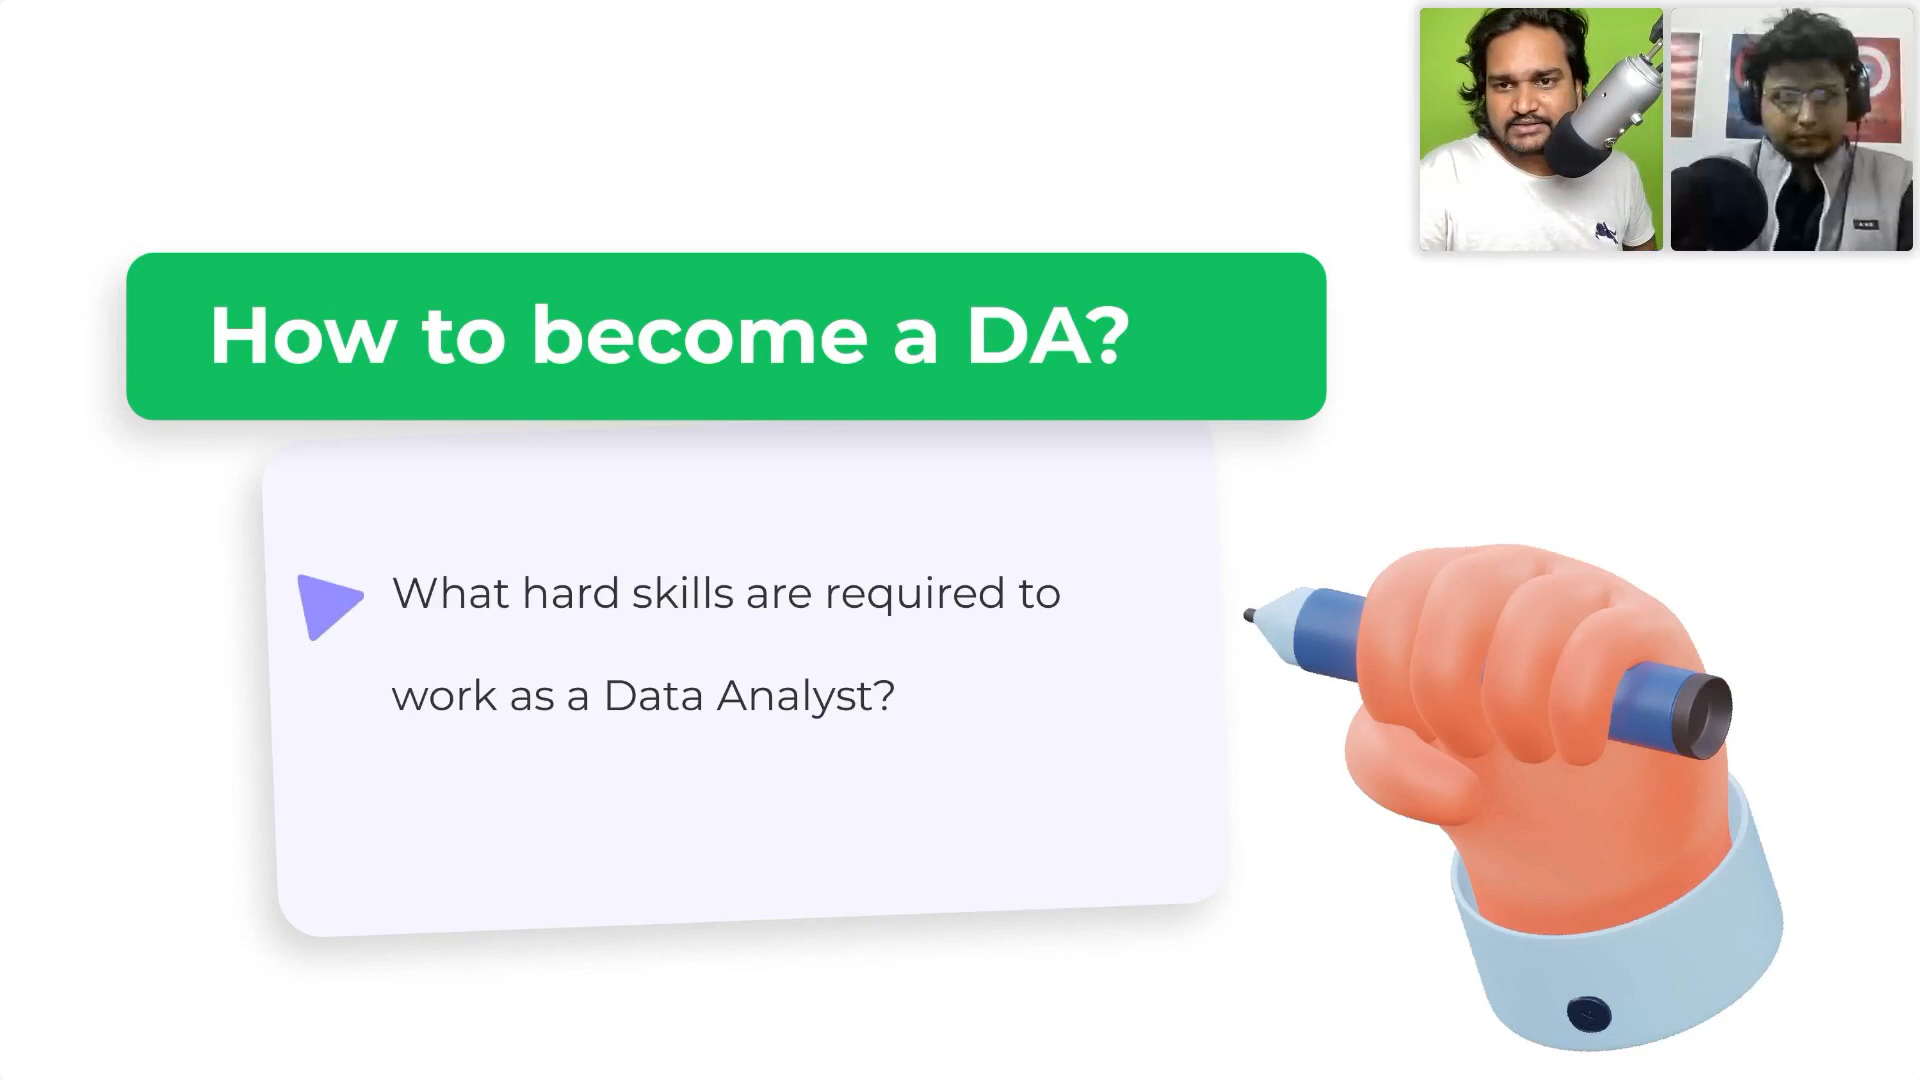 How to become a DA?
What hard skills are required to
work as a Data Analyst?